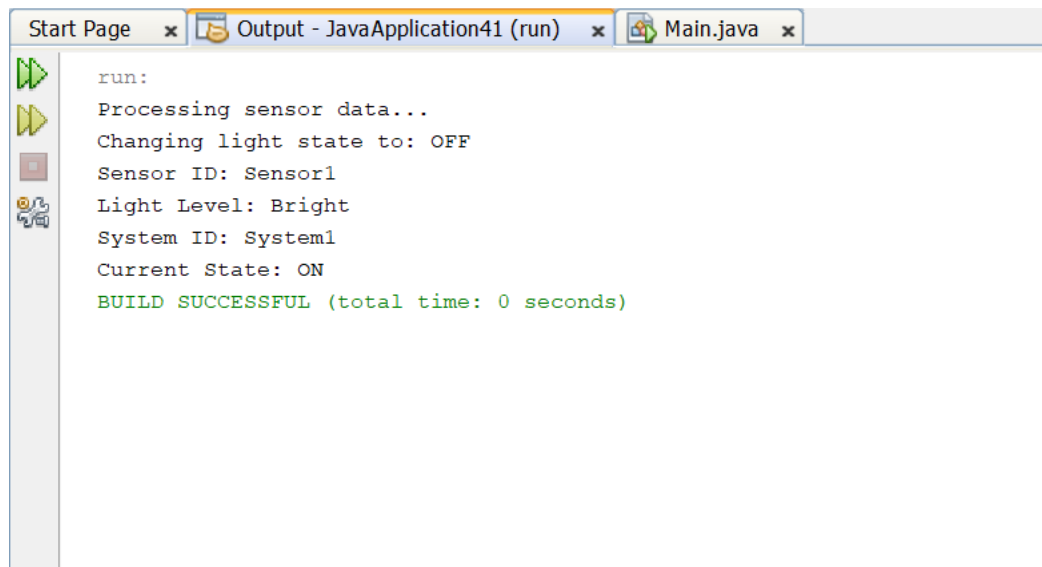 Start Page Output - JavaApplication41 (run) Main.java
run:
Processing sensor data...
Changing light state to: OFF
Sensor ID: Sensor1
Light Level: Bright
System ID: System1
Current State: ON
BUILD SUCCESSFUL (total time: 0 seconds)